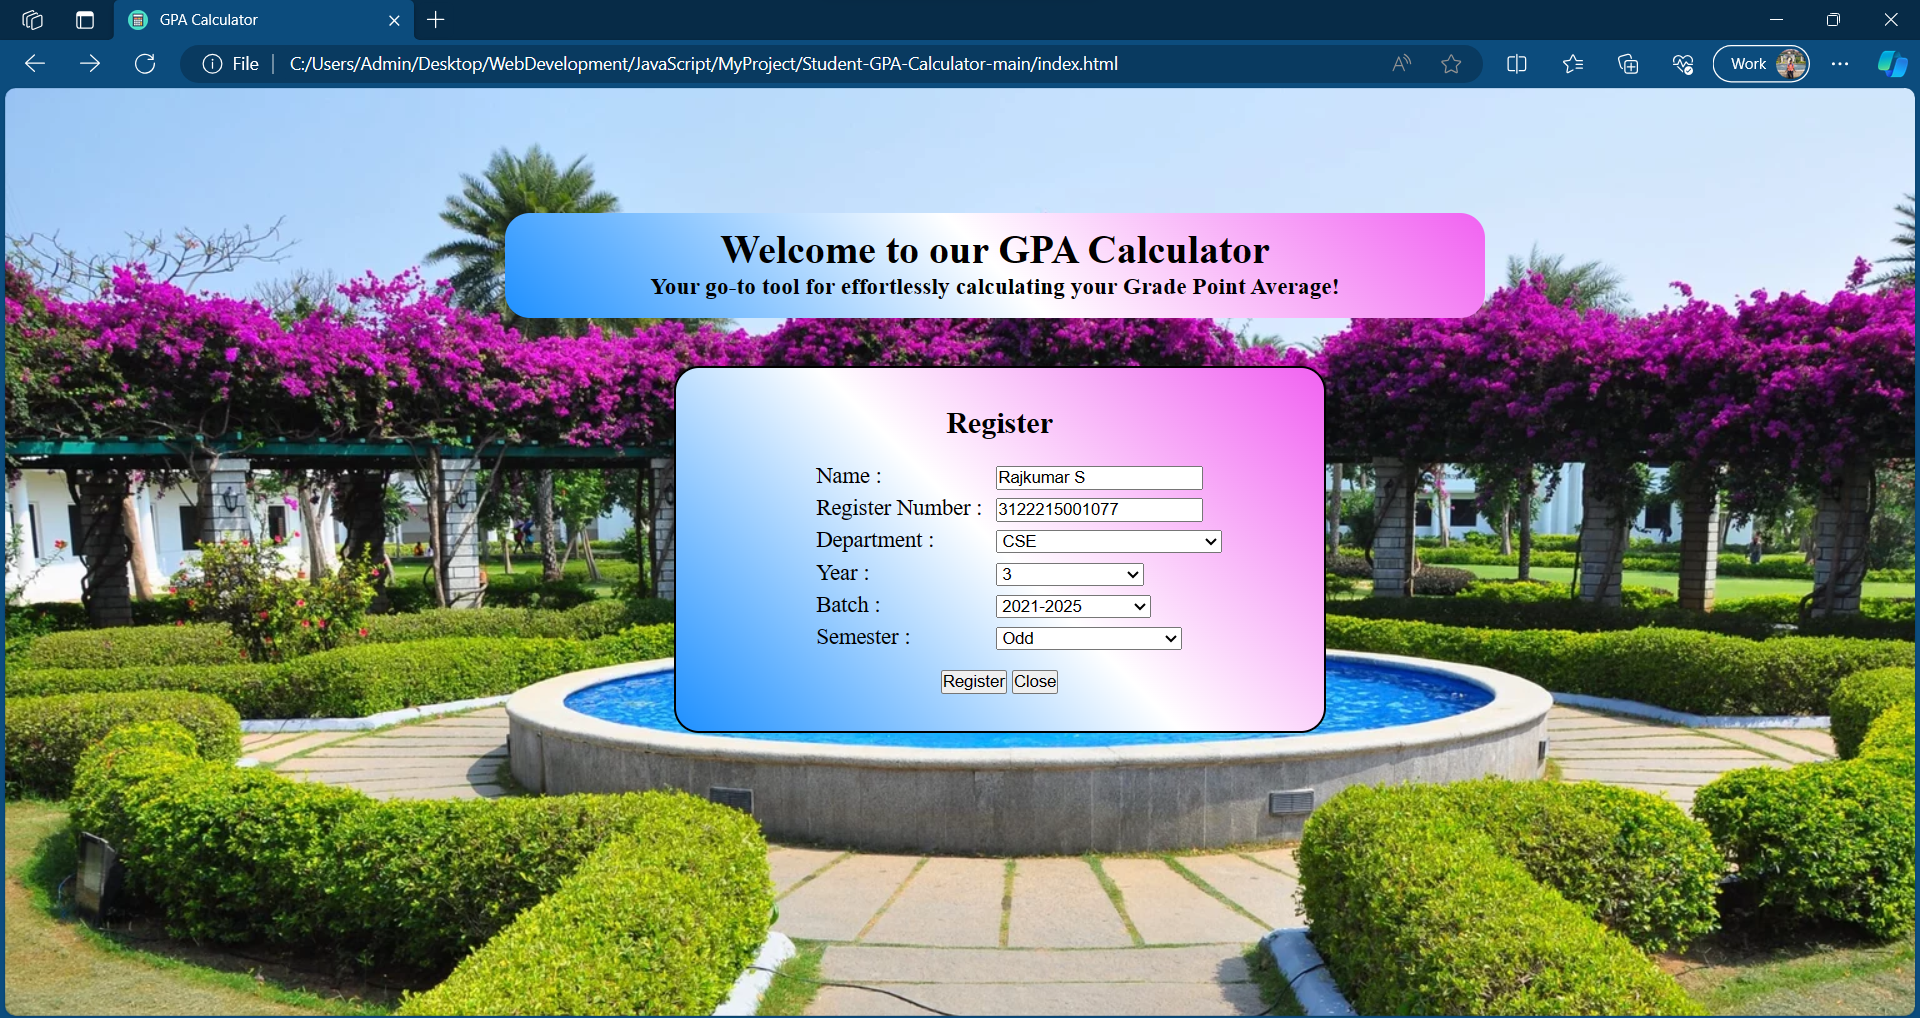 GPA Calculator
File
C:/Users/Admin/Desktop/WebDevelopment/JavaScript/MyProject/Student-GPA-Calculator-main/index.html
Work
Welcome to our GPA Calculator
Your go-to tool for effortlessly calculating your Grade Point Average!
Register
Name : Rajkumar S
Register Number : 3122215001077
Department : CSE
Year : 3
Batch : 2021-2025
Semester : Odd
Register Close